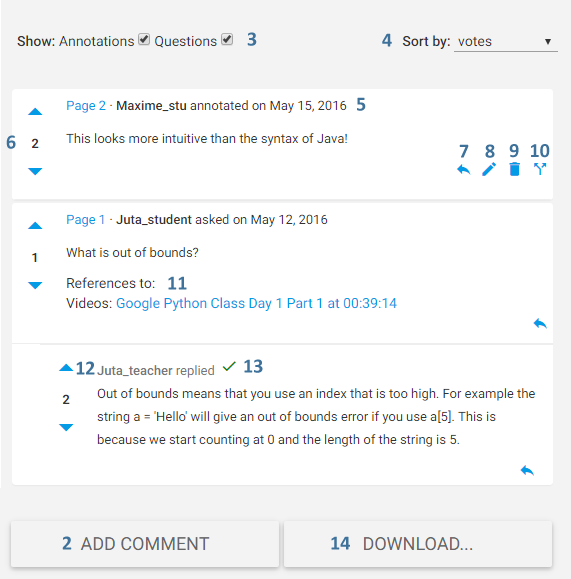 Show: Annotations Questions 3 4 Sort by: votes
Page 2 · Maxime_stu annotated on May 15, 2016 5
6 2 This looks more intuitive than the syntax of Java!
7 8 9 10
Page 1 · Juta_student asked on May 12, 2016
1 What is out of bounds?
References to: 11
Videos: Google Python Class Day 1 Part 1 at 00:39:14
12 Juta_teacher replied 13
2 Out of bounds means that you use an index that is too high. For example the
string a = 'Hello' will give an out of bounds error if you use a[5]. This is
because we start counting at 0 and the length of the string is 5.
2 ADD COMMENT 14 DOWNLOAD...